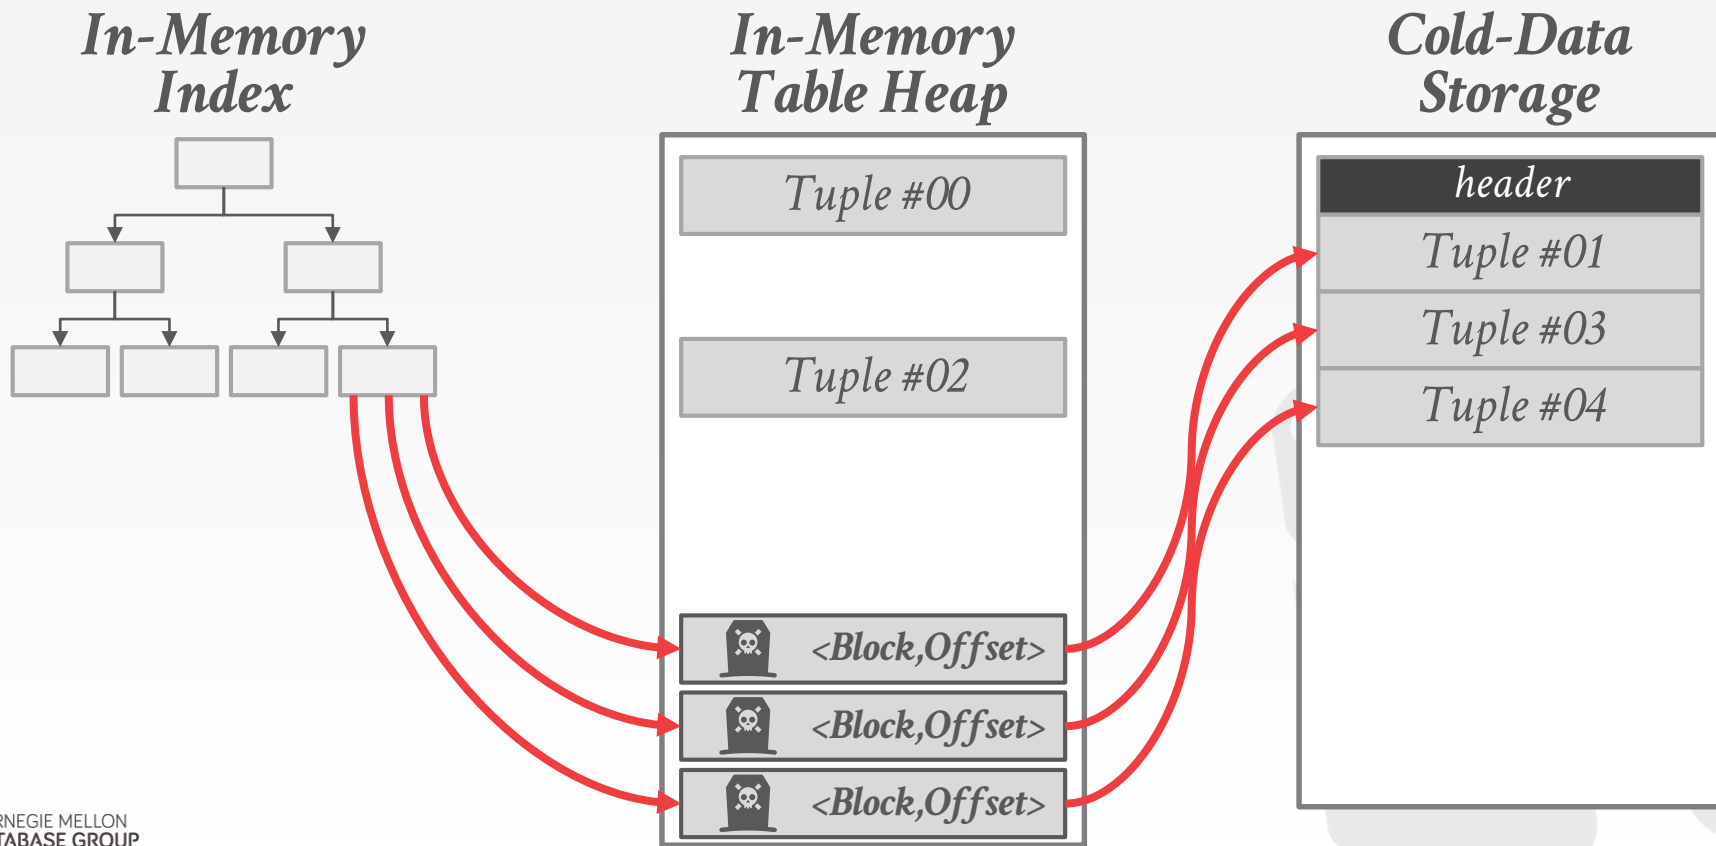 In-Memory
Index
In-Memory
Table Heap
Cold-Data
Storage
Tuple #00
Tuple #02
<Block,Offset>
<Block,Offset>
<Block,Offset>
header
Tuple #01
Tuple #03
Tuple #04
RNEGIE MELLON
TABASE GROUP